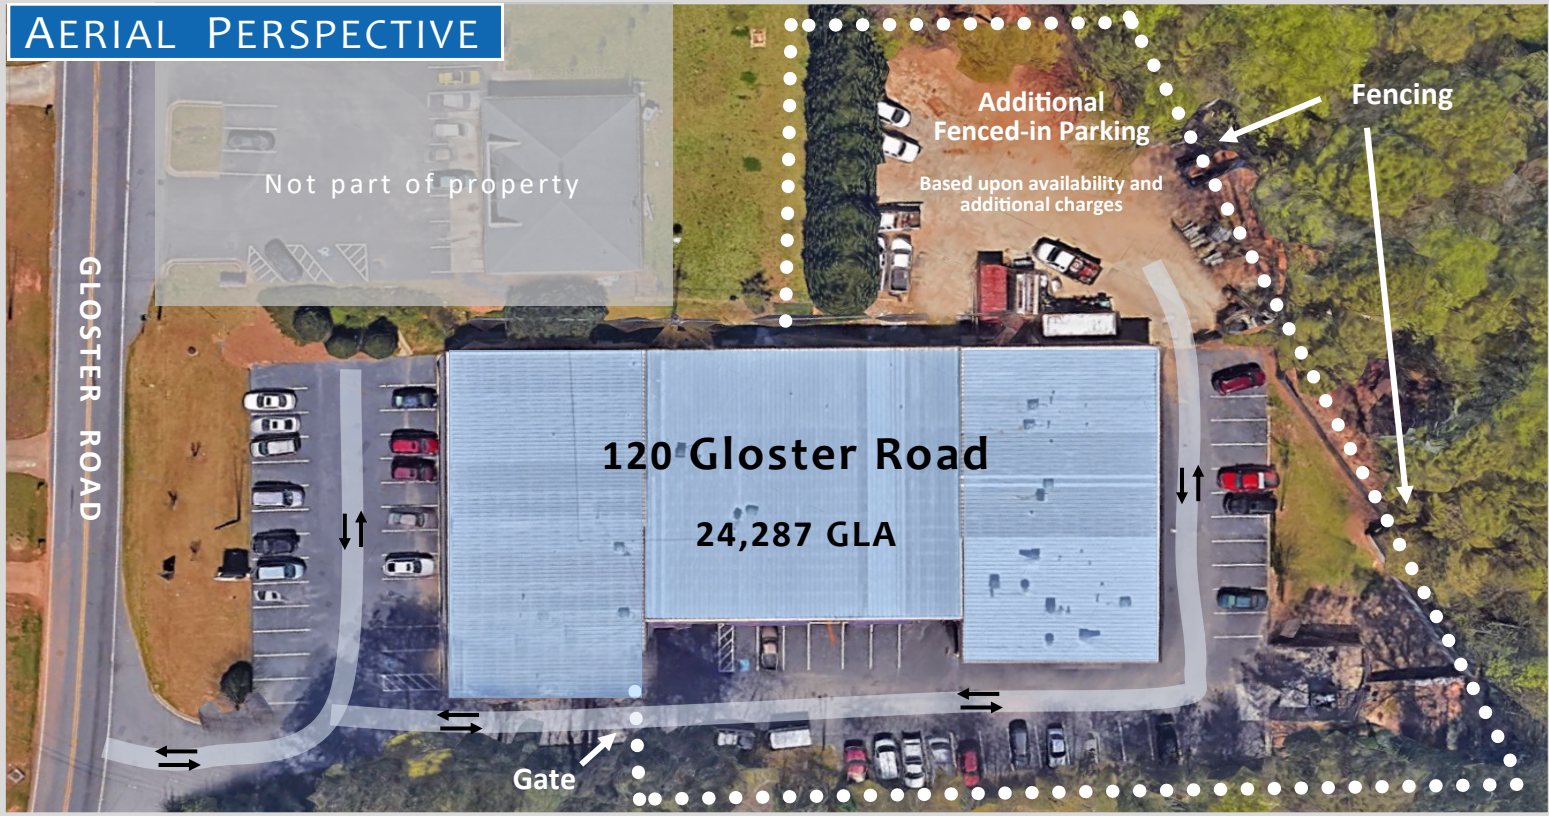 AERIAL PERSPECTIVE
Not part of property
Additional
Fenced-in Parking
Based upon availability and
additional charges
Fencing
GLOSTER ROAD
120 Gloster Road
24,287 GLA
Gate